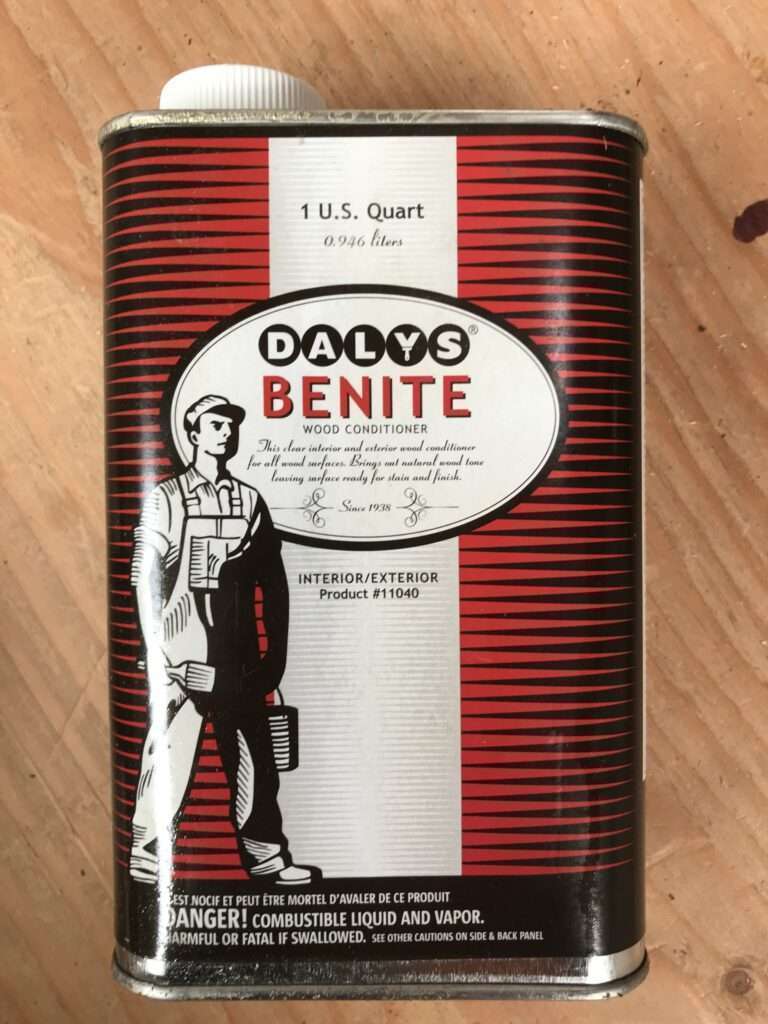 1 U.S. Quart
0.946 liters
DALYS®
BENITE
WOOD CONDITIONER
This clear interior and exterior wood conditioner
for all wood surfaces. Brings out natural wood tone
leaving surface ready for stain and finish.
Since 1938
INTERIOR/EXTERIOR
Product #11040
EST NOCIF ET PEUT ÊTRE MORTEL D'AVALER DE CE PRODUIT
DANGER! COMBUSTIBLE LIQUID AND VAPOR.
HARMFUL OR FATAL IF SWALLOWED. SEE OTHER CAUTIONS ON SIDE & BACK PANEL